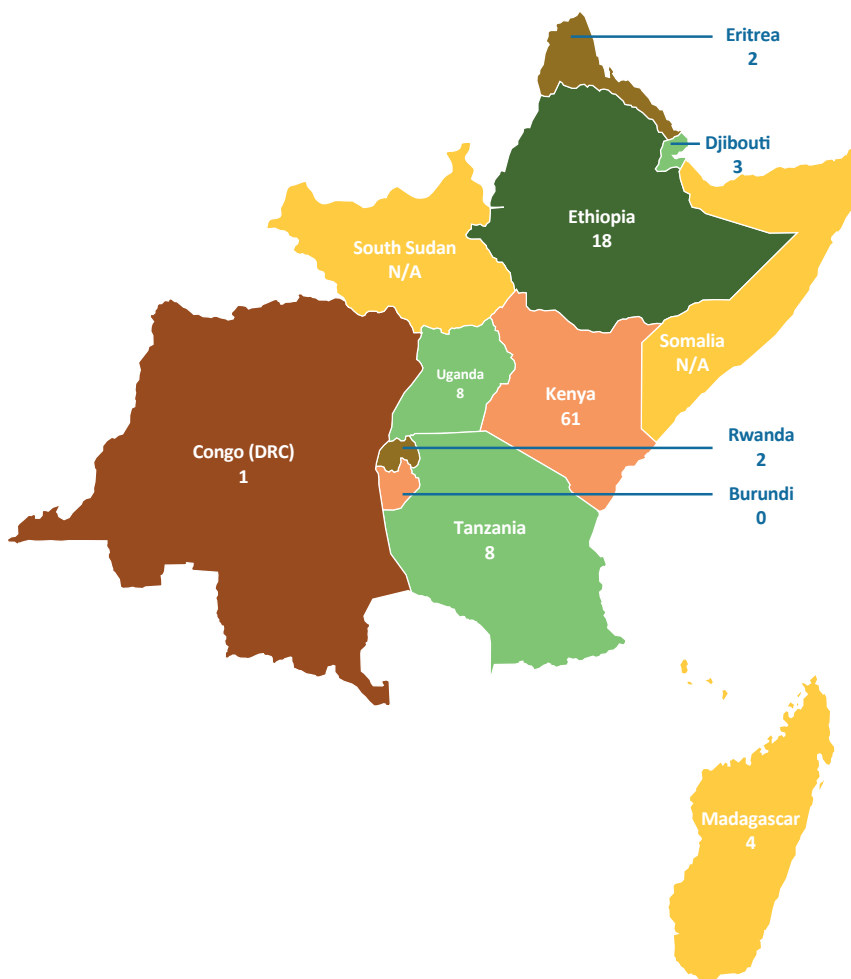 Eritrea
2
Djibouti
3
Ethiopia
18
South Sudan
N/A
Somalia
N/A
Uganda
8
Kenya
61
Rwanda
2
Congo (DRC)
1
Burundi
0
Tanzania
8
Madagascar
4